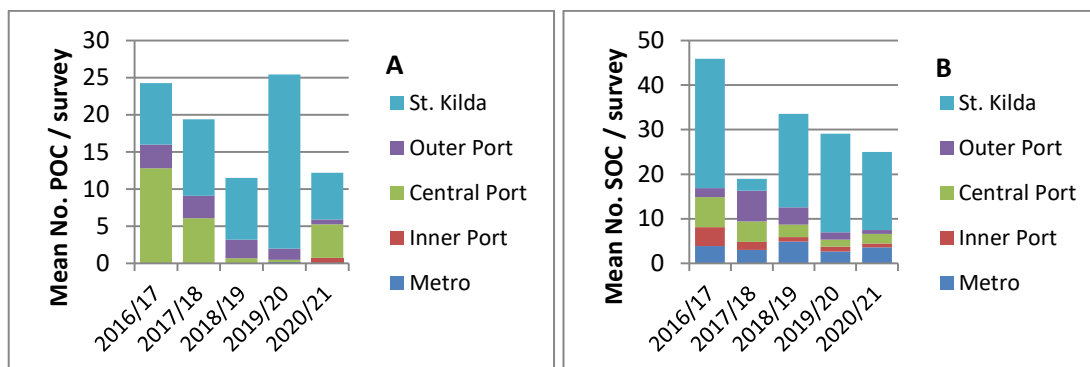 Mean No. POC / survey
30
25
20
15
10
5
0
2016/17
2017/18
2018/19
2019/20
2020/21
A
St. Kilda
Outer Port
Central Port
Inner Port
Metro
Mean No. SOC / survey
50
40
30
20
10
0
2016/17
2017/18
2018/19
2019/20
2020/21
B
St. Kilda
Outer Port
Central Port
Inner Port
Metro